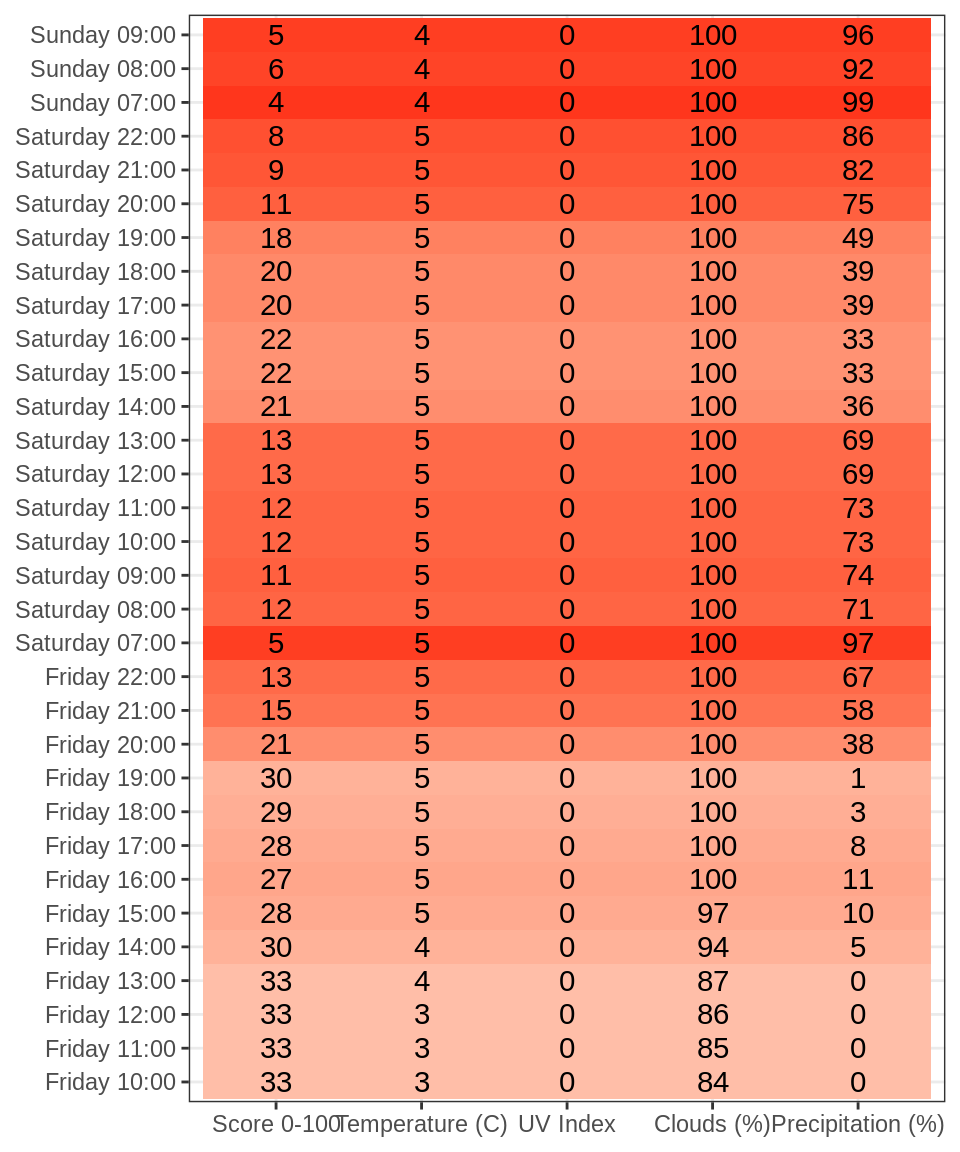 Sunday 09:00 5 4 0 100 96
Sunday 08:00 6 4 0 100 92
Sunday 07:00 4 4 0 100 99
Saturday 22:00 8 5 0 100 86
Saturday 21:00 9 5 0 100 82
Saturday 20:00 11 5 0 100 75
Saturday 19:00 18 5 0 100 49
Saturday 18:00 20 5 0 100 39
Saturday 17:00 20 5 0 100 39
Saturday 16:00 22 5 0 100 33
Saturday 15:00 22 5 0 100 33
Saturday 14:00 21 5 0 100 36
Saturday 13:00 13 5 0 100 69
Saturday 12:00 13 5 0 100 69
Saturday 11:00 12 5 0 100 73
Saturday 10:00 12 5 0 100 73
Saturday 09:00 11 5 0 100 74
Saturday 08:00 12 5 0 100 71
Saturday 07:00 5 5 0 100 97
Friday 22:00 13 5 0 100 67
Friday 21:00 15 5 0 100 58
Friday 20:00 21 5 0 100 38
Friday 19:00 30 5 0 100 1
Friday 18:00 29 5 0 100 3
Friday 17:00 28 5 0 100 8
Friday 16:00 27 5 0 100 11
Friday 15:00 28 5 0 97 10
Friday 14:00 30 4 0 94 5
Friday 13:00 33 4 0 87 0
Friday 12:00 33 3 0 86 0
Friday 11:00 33 3 0 85 0
Friday 10:00 33 3 0 84 0
Score 0-100 Temperature (C) UV Index Clouds (%) Precipitation (%)